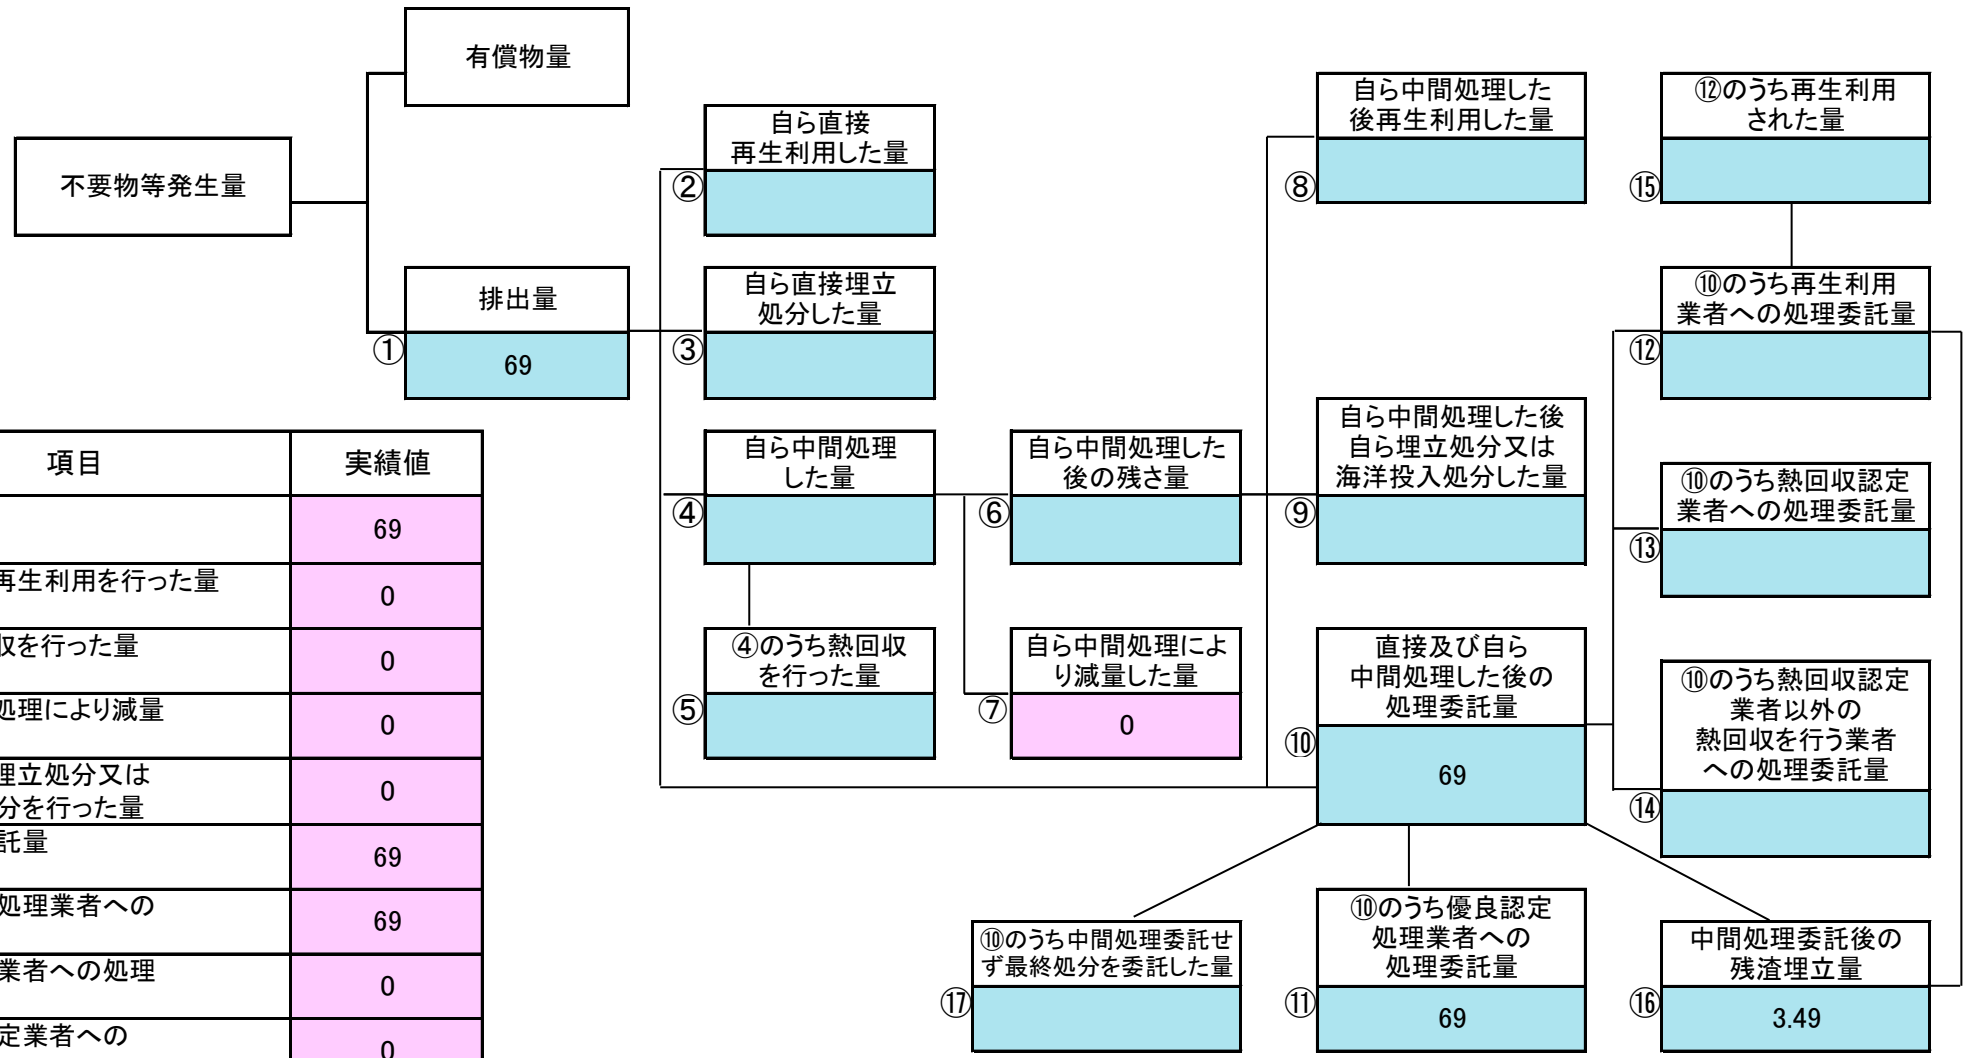 有償物量
不要物等発生量
排出量
①
69
自ら直接
再生利用した量
②
自ら直接埋立
処分した量
③
自ら中間処理
した量
④
④のうち熱回収
を行った量
⑤
自ら中間処理した
後の残さ量
⑥
自ら中間処理によ
り減量した量
⑦
0
自ら中間処理した
後再生利用した量
⑧
自ら中間処理した後
自ら埋立処分又は
海洋投入処分した量
⑨
直接及び自ら
中間処理した後の
処理委託量
⑩
69
⑫のうち再生利用
された量
⑮
⑩のうち再生利用
業者への処理委託量
⑫
⑩のうち熱回収認定
業者への処理委託量
⑬
⑩のうち熱回収認定
業者以外の
熱回収を行う業者
への処理委託量
⑭
⑩のうち中間処理委託せ
ず最終処分を委託した量
⑰
⑩のうち優良認定
処理業者への
処理委託量
⑪
69
中間処理委託後の
残渣埋立量
⑯
3.49
項目
実績値
69
再生利用を行った量
0
収を行った量
0
処理により減量
0
埋立処分又は
分を行った量
0
託量
69
処理業者への
69
業者への処理
0
定業者への
0